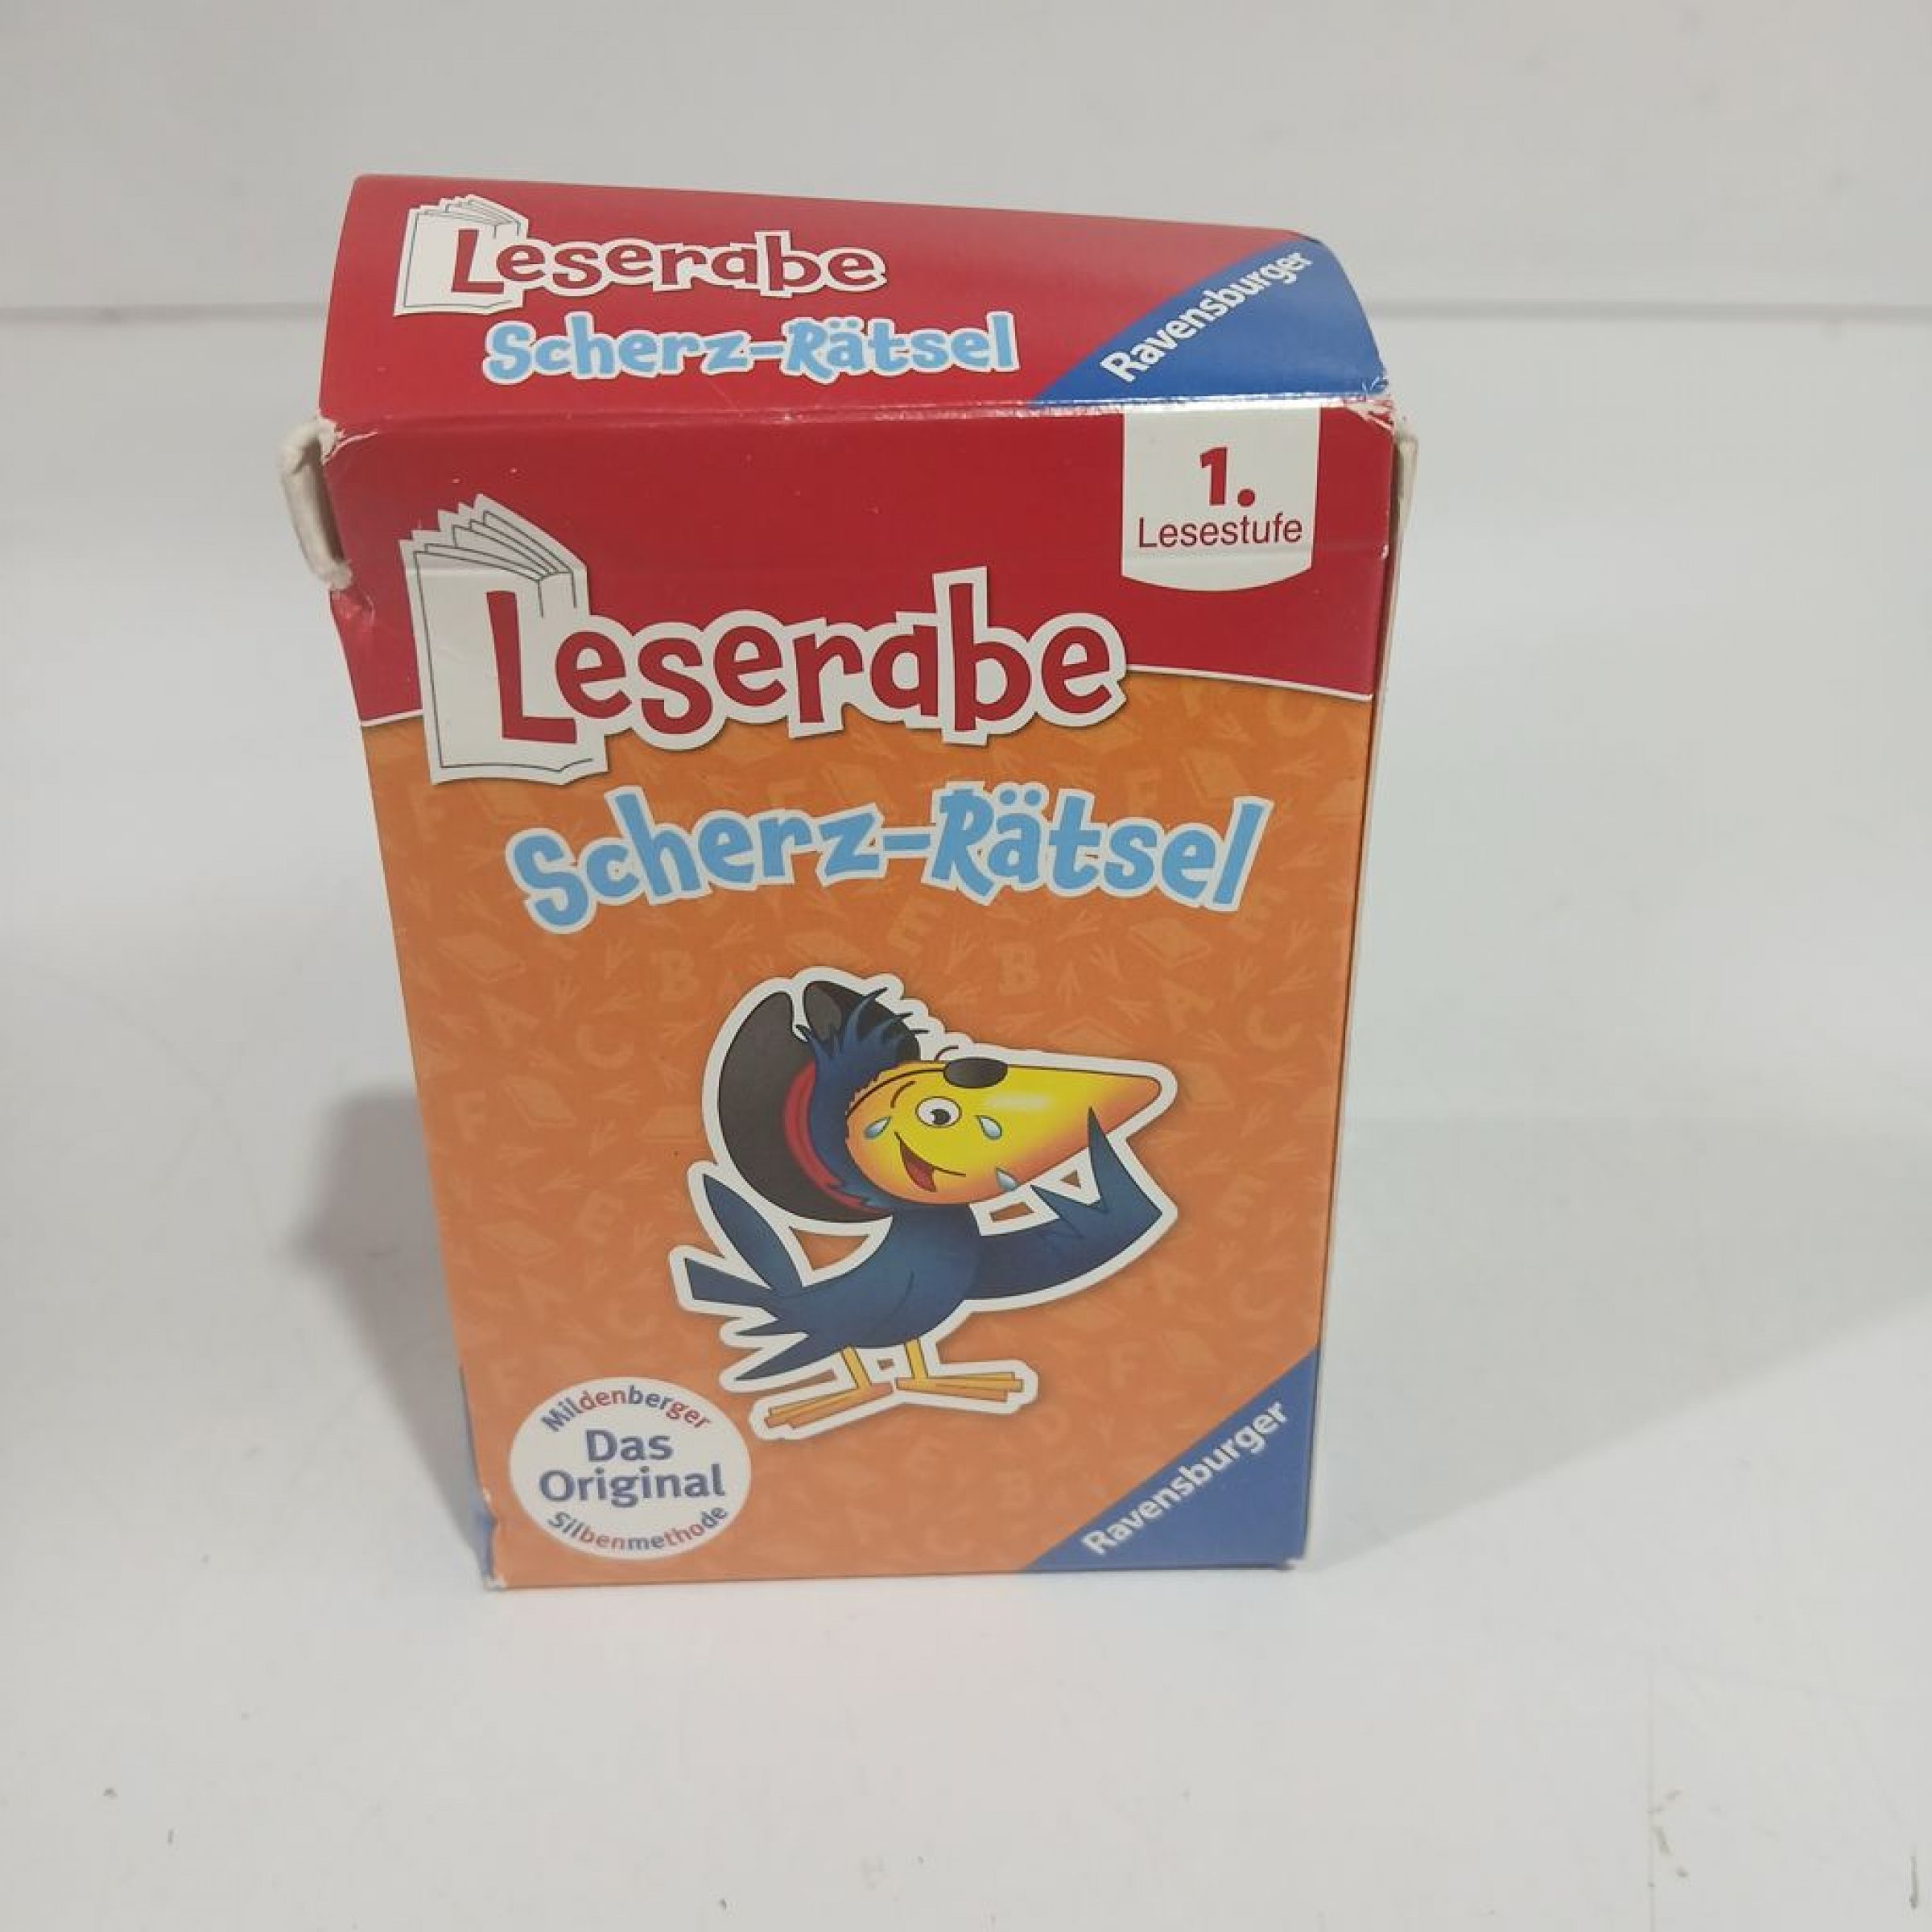 Leserabe
Scherz-Rätsel
Ravensburger
1.
Lesestufe
Leserabe
Scherz-Rätsel
Mildenberger
Das
Original
Silbenmethode
Ravensburger